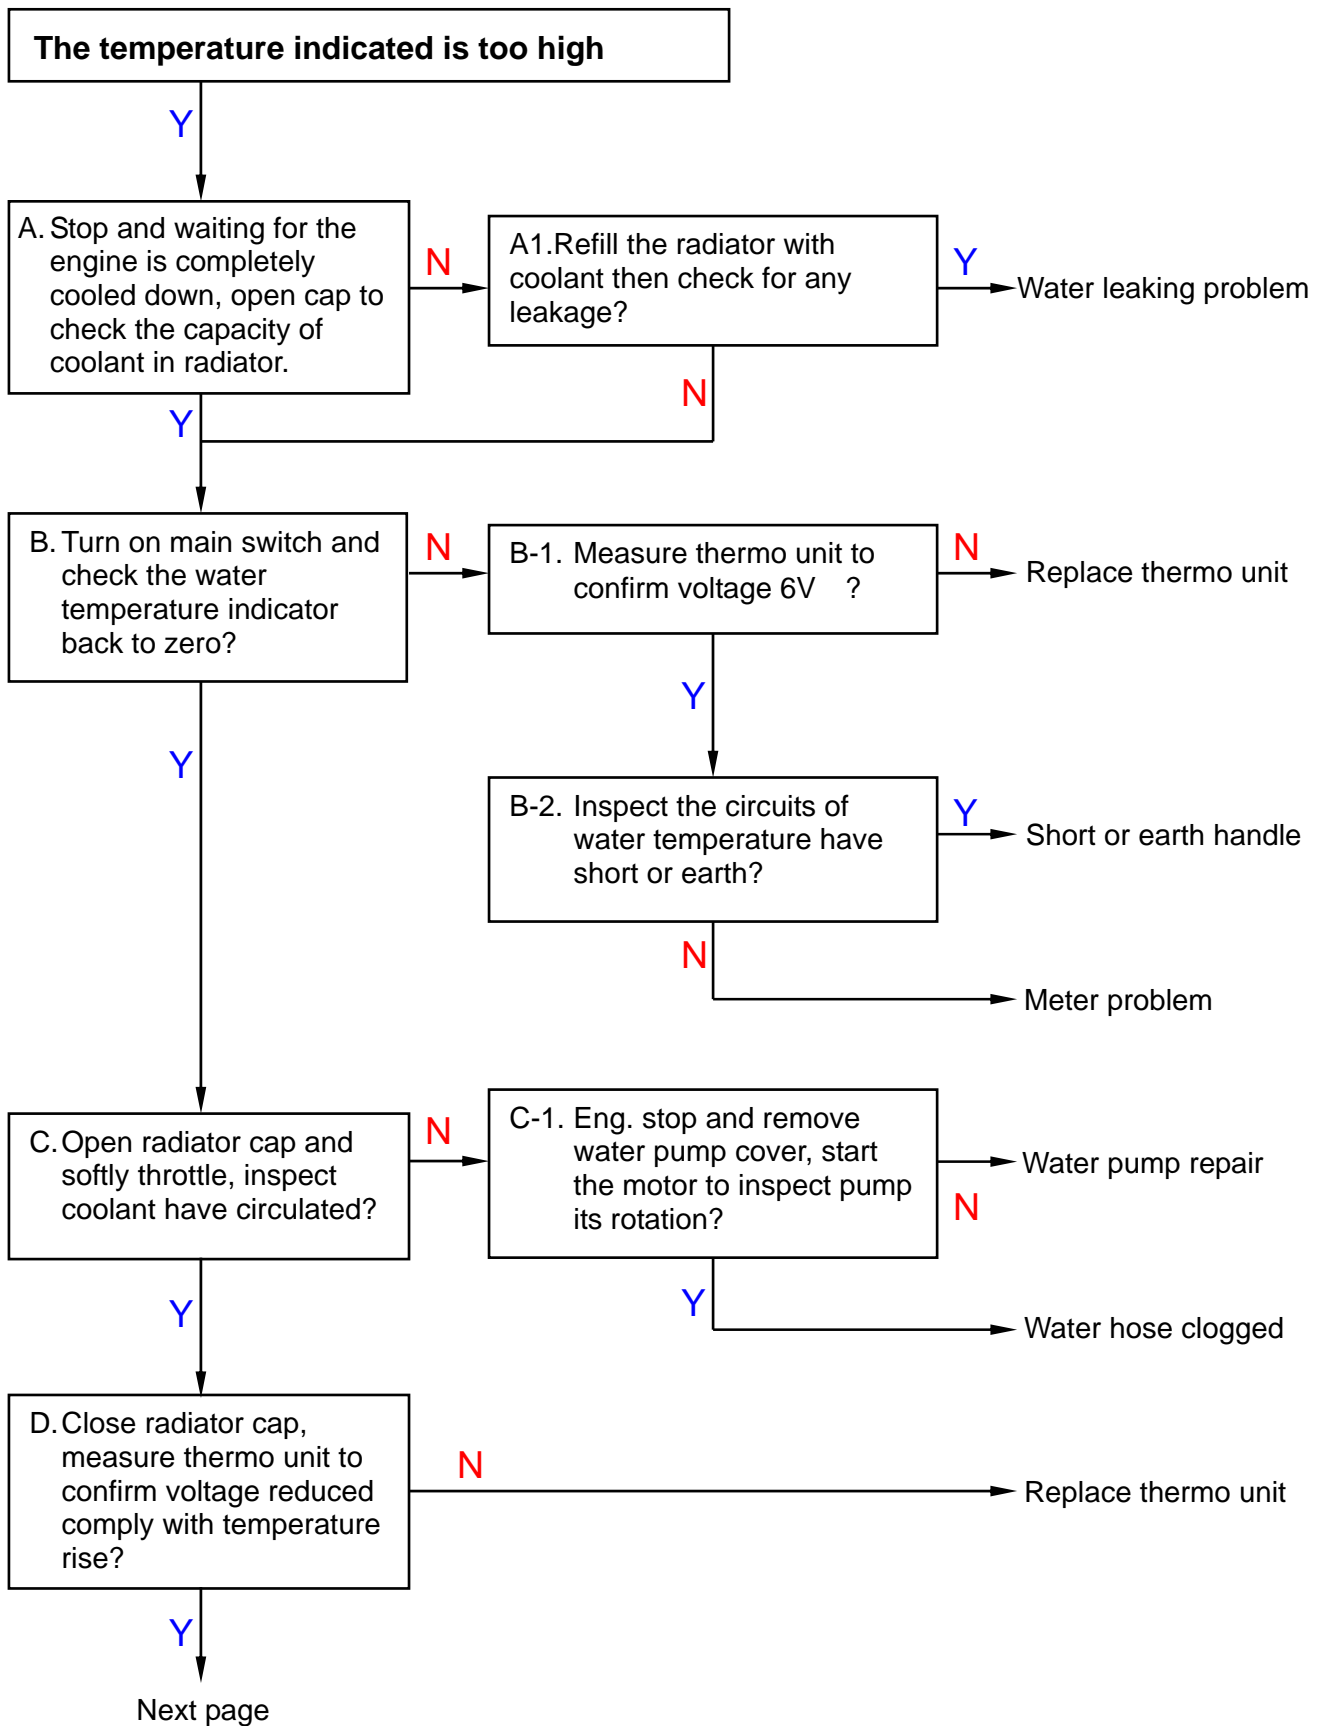 The temperature indicated is too high
Y
A. Stop and waiting for the
engine is completely
cooled down, open cap to
check the capacity of
coolant in radiator.
N
A1.Refill the radiator with
coolant then check for any
leakage?
Y
Water leaking problem
N
Y
B. Turn on main switch and
check the water
temperature indicator
back to zero?
N
B-1. Measure thermo unit to
confirm voltage 6V ?
N
Replace thermo unit
Y
Y
B-2. Inspect the circuits of
water temperature have
short or earth?
Y
Short or earth handle
N
Meter problem
C. Open radiator cap and
softly throttle, inspect
coolant have circulated?
N
C-1. Eng. stop and remove
water pump cover, start
the motor to inspect pump
its rotation?
Water pump repair
N
Y
Water hose clogged
Y
D. Close radiator cap,
measure thermo unit to
confirm voltage reduced
comply with temperature
rise?
N
Replace thermo unit
Y
Next page